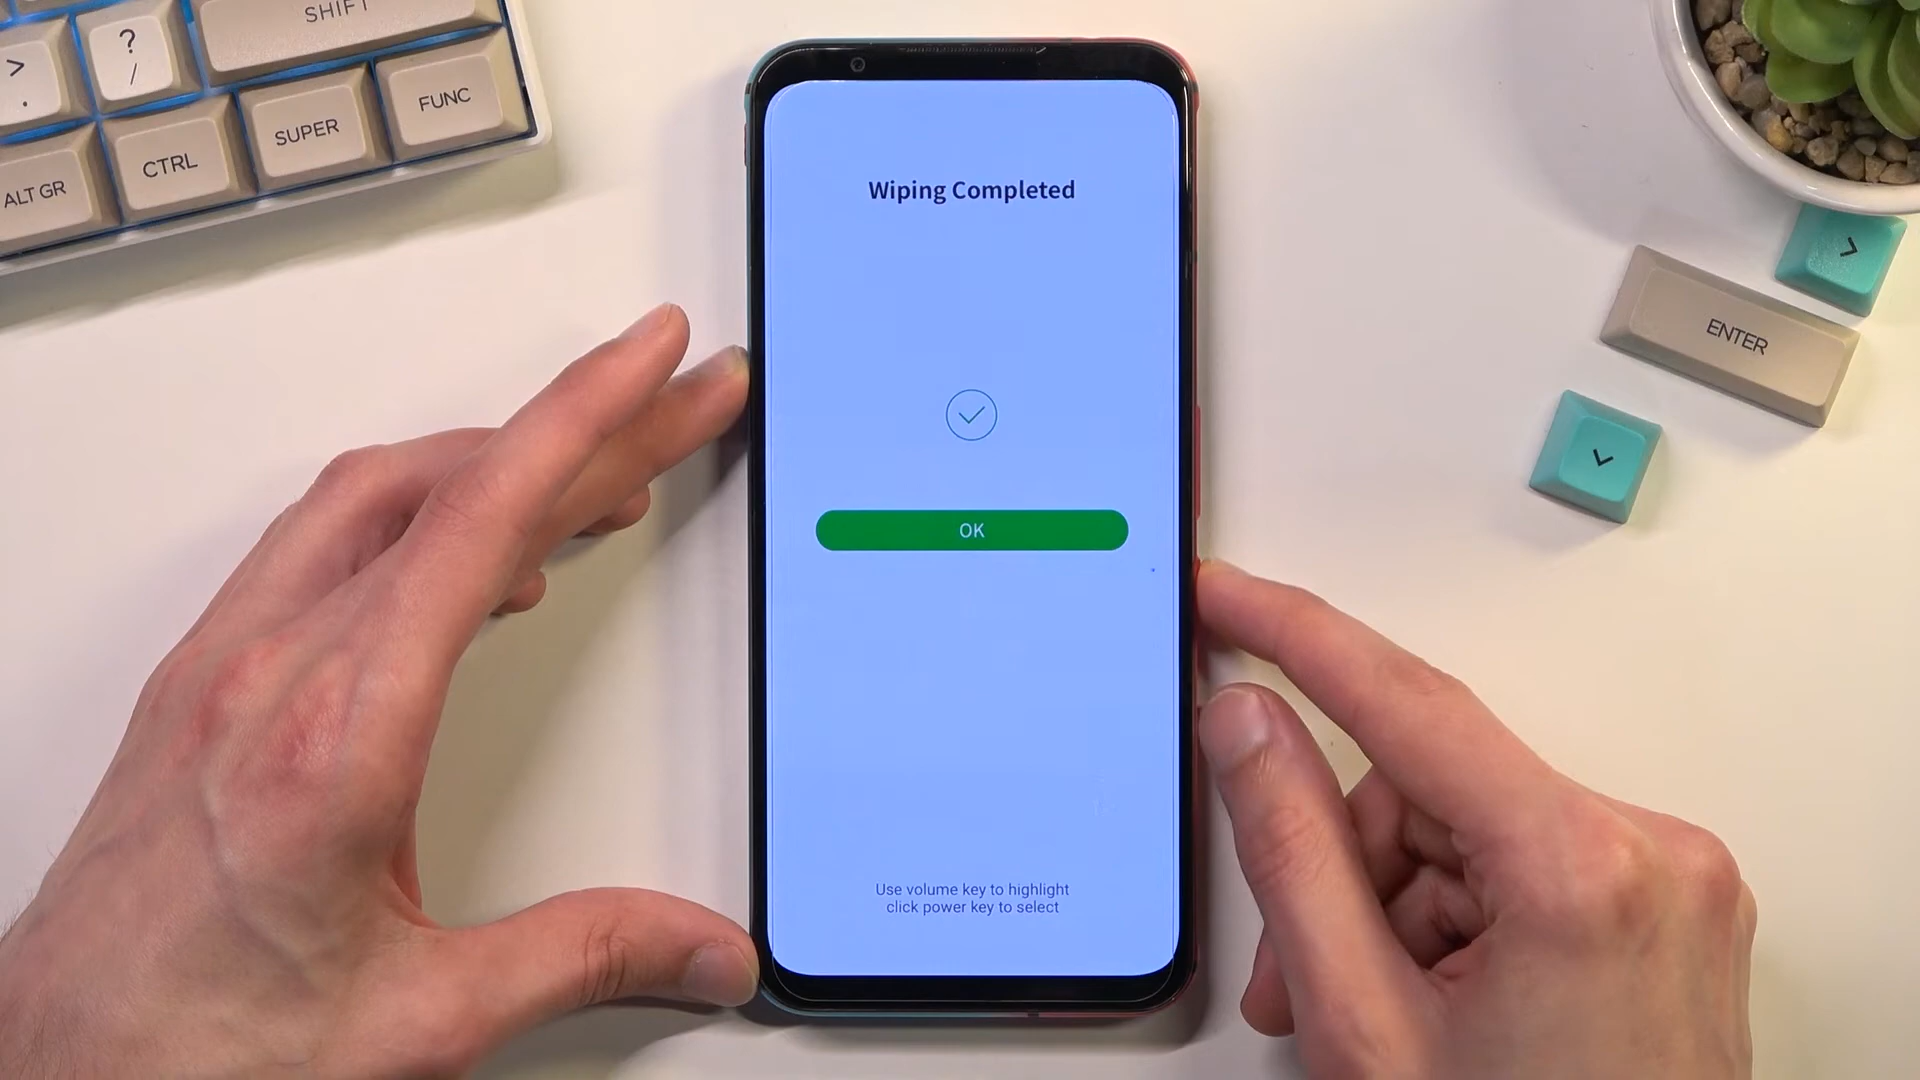 SHIFT
?
/
>
.
FUNC
SUPER
CTRL
ALT GR
Wiping Completed
OK
Use volume key to highlight
click power key to select
>
ENTER